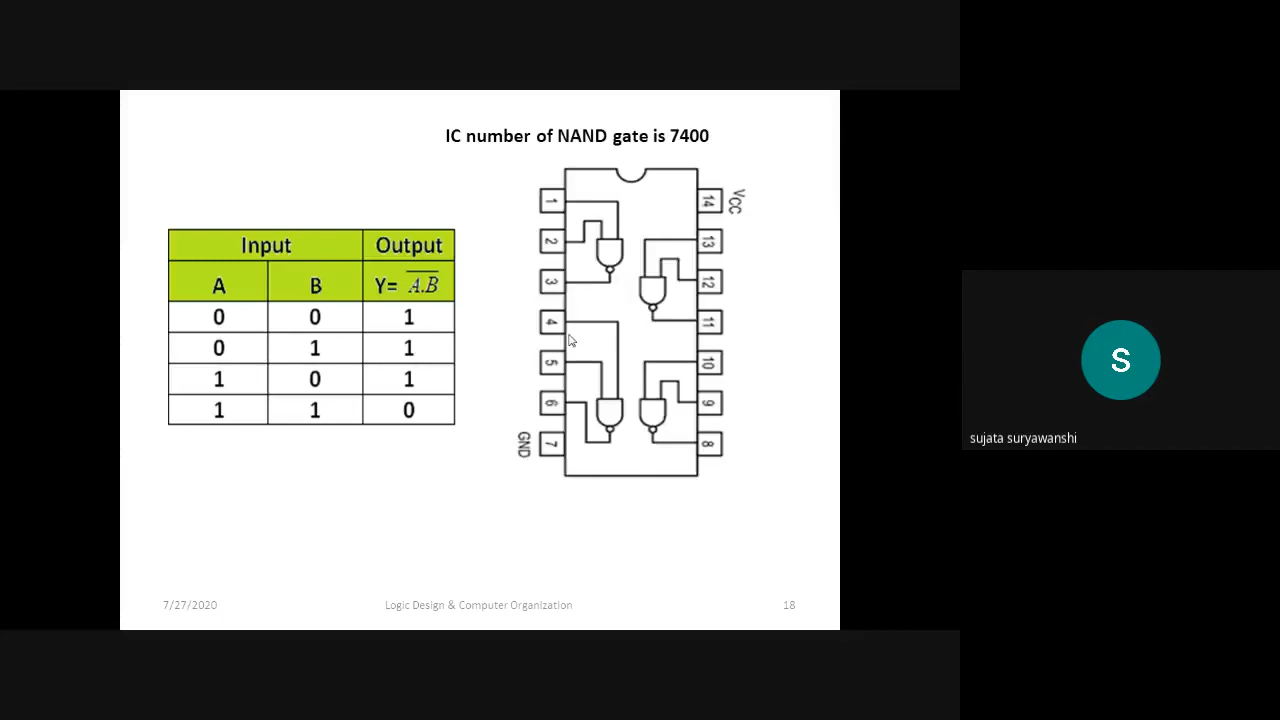 IC number of NAND gate is 7400
Input Output
A B Y= A.B
0 0 1
0 1 1
1 0 1
1 1 0
1
2
3
4
5
6
7
GND
14
VCC
13
12
11
10
9
8
7/27/2020 Logic Design & Computer Organization 18
S
sujata suryawanshi